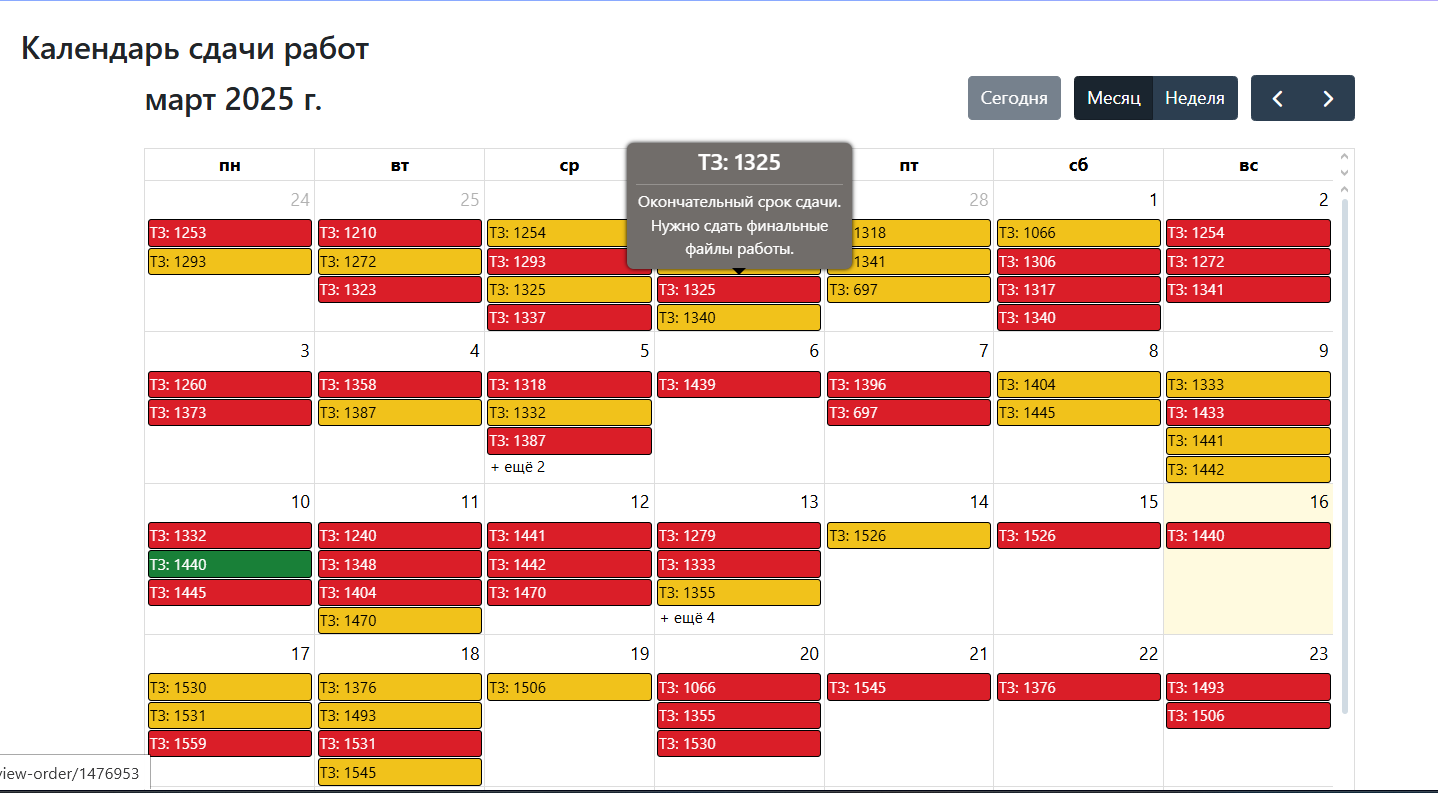 Календарь сдачи работ
март 2025 г.
Сегодня
Месяц
Неделя
пн
вт
ср
пт
сб
вс
ТЗ: 1325
Окончательный срок сдачи.
Нужно сдать финальные
файлы работы.
24
25
28
1
2
ТЗ: 1253
ТЗ: 1293
ТЗ: 1210
ТЗ: 1272
ТЗ: 1323
ТЗ: 1254
ТЗ: 1293
ТЗ: 1325
ТЗ: 1337
ТЗ: 1325
ТЗ: 1340
1318
1341
ТЗ: 697
ТЗ: 1066
ТЗ: 1306
ТЗ: 1317
ТЗ: 1340
ТЗ: 1254
ТЗ: 1272
ТЗ: 1341
3
4
5
6
7
8
9
ТЗ: 1260
ТЗ: 1373
ТЗ: 1358
ТЗ: 1387
ТЗ: 1318
ТЗ: 1332
ТЗ: 1387
+ ещё 2
ТЗ: 1439
ТЗ: 1396
ТЗ: 697
ТЗ: 1404
ТЗ: 1445
ТЗ: 1333
ТЗ: 1433
ТЗ: 1441
ТЗ: 1442
10
11
12
13
14
15
16
ТЗ: 1332
ТЗ: 1440
ТЗ: 1445
ТЗ: 1240
ТЗ: 1348
ТЗ: 1404
ТЗ: 1470
ТЗ: 1441
ТЗ: 1442
ТЗ: 1470
ТЗ: 1279
ТЗ: 1333
ТЗ: 1355
+ ещё 4
ТЗ: 1526
ТЗ: 1526
ТЗ: 1440
17
18
19
20
21
22
23
ТЗ: 1530
ТЗ: 1531
ТЗ: 1559
ТЗ: 1376
ТЗ: 1493
ТЗ: 1531
ТЗ: 1545
ТЗ: 1506
ТЗ: 1066
ТЗ: 1355
ТЗ: 1530
ТЗ: 1545
ТЗ: 1376
ТЗ: 1493
ТЗ: 1506
view-order/1476953